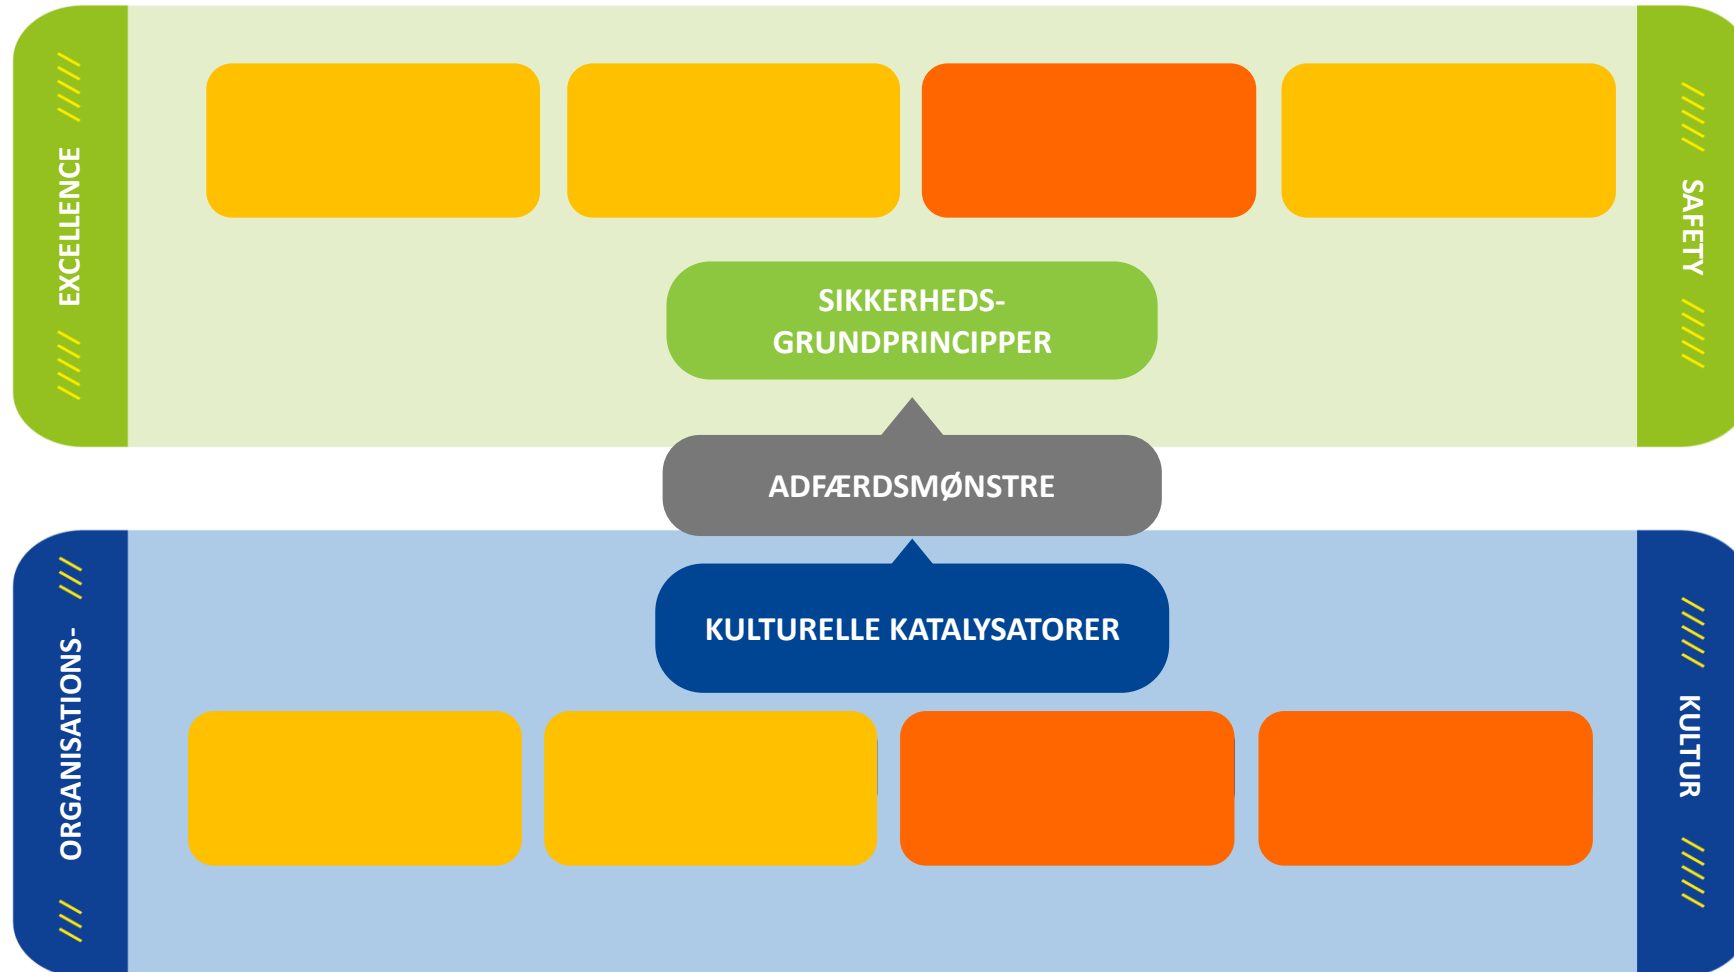 EXCELLENCE
SAFETY
SIKKERHEDS-
GRUNDPRINCIPPER
ADFÆRDSMØNSTRE
KULTURELLE KATALYSATORER
ORGANISATIONS-
KULTUR